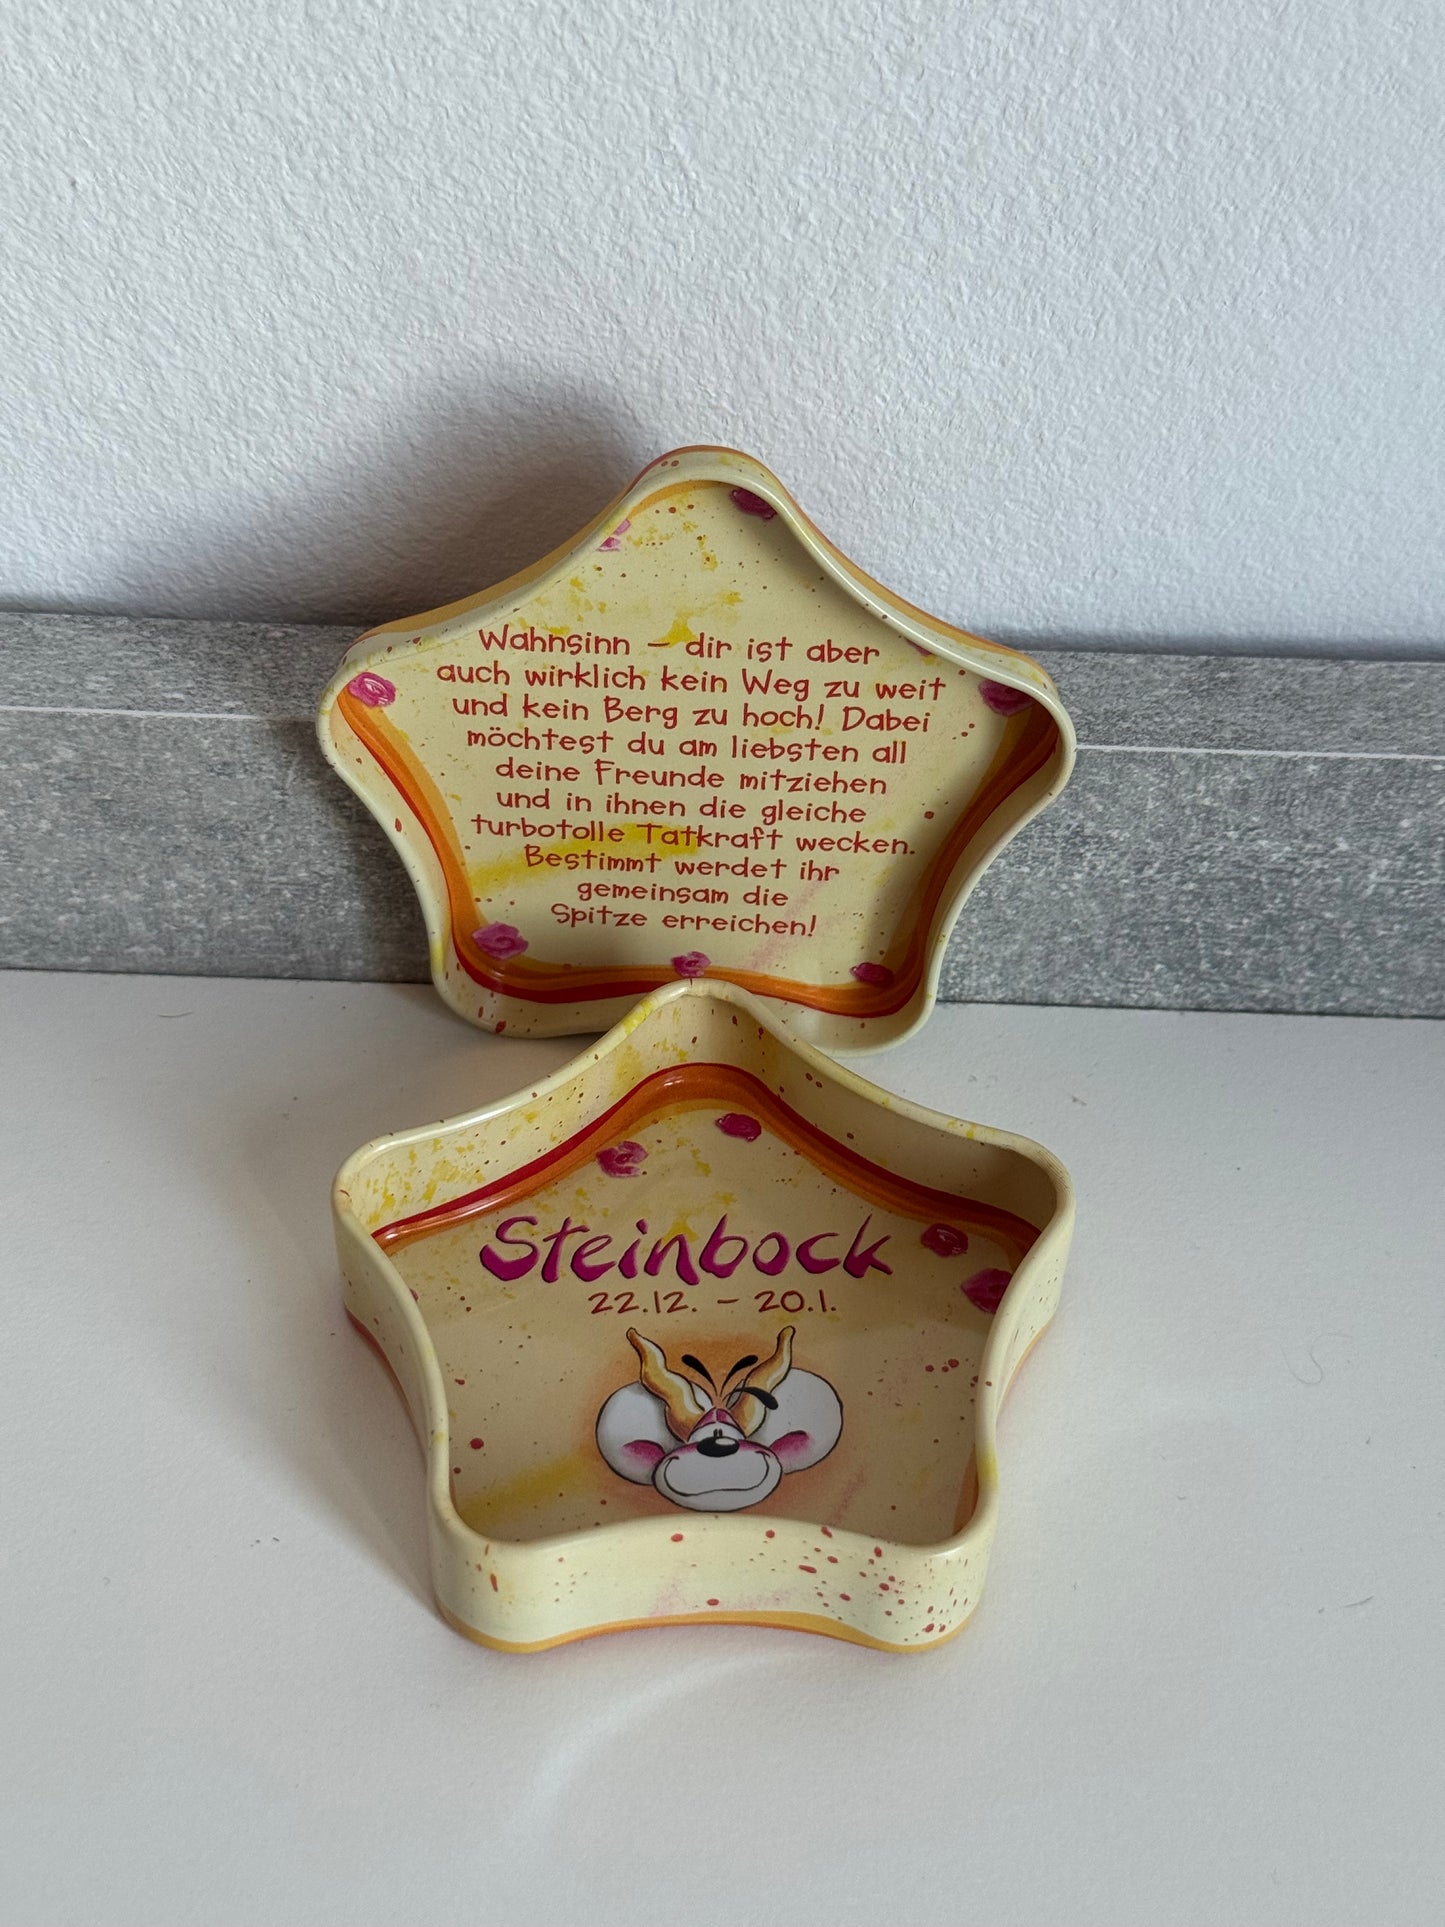 Wahnsinn – dir ist aber
auch wirklich kein Weg zu weit
und kein Berg zu hoch! Dabei
möchtest du am liebsten all
deine Freunde mitziehen
und in ihnen die gleiche
turbotolle Tatkraft wecken.
Bestimmt werdet ihr
gemeinsam die
Spitze erreichen!
Steinbock
22.12. – 20.1.